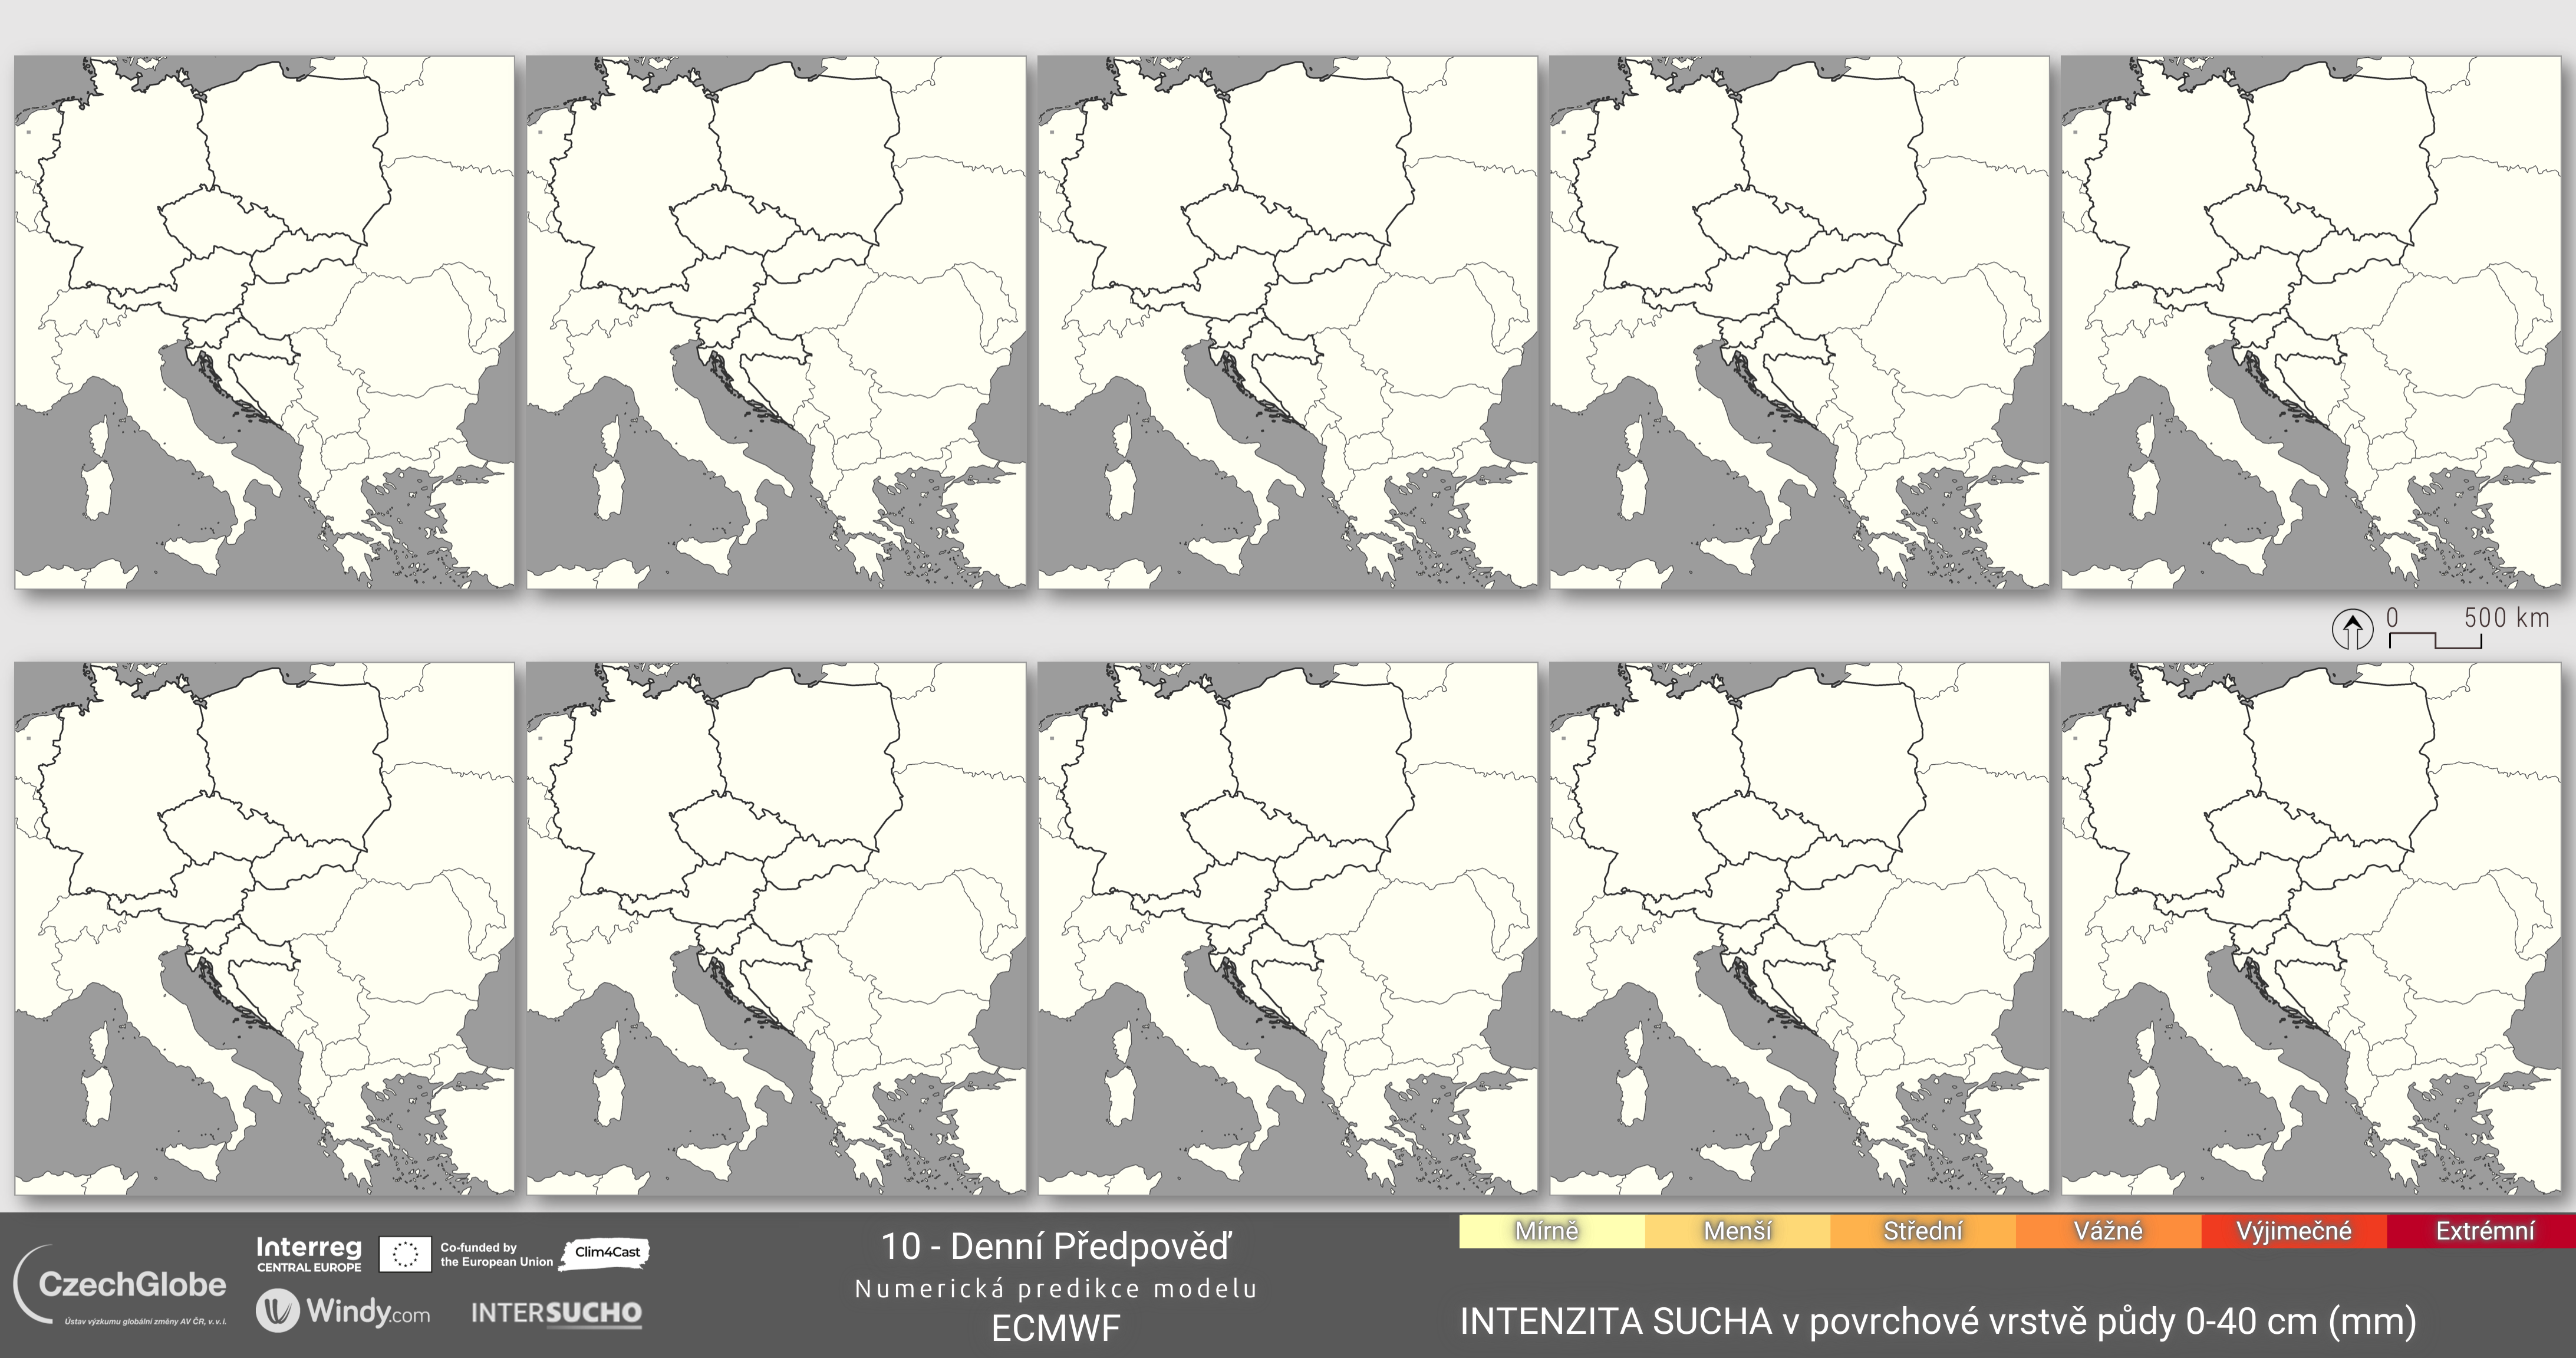 0 500 km
Mírně Menší Střední Vážné Výjimečné Extrémní
Interreg
CENTRAL EUROPE
Co-funded by
the European Union
Clim4Cast
CzechGlobe
Ústav výzkumu globální změny AV ČR, v.v.i.
Windy.com
INTERSUCHO
10 - Denní Předpověď
Numerická predikce modelu
ECMWF
INTENZITA SUCHA v povrchové vrstvě půdy 0-40 cm (mm)